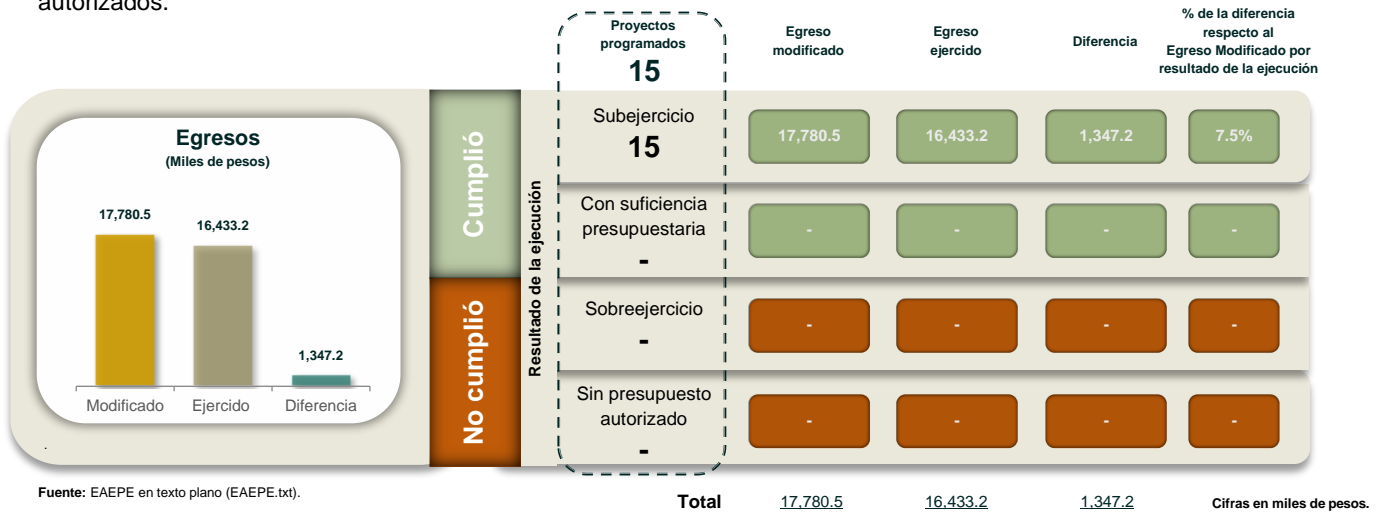 autorizados.
Proyectos
programados
15
Egreso
modificado
Egreso
ejercido
Diferencia
% de la diferencia
respecto al
Egreso Modificado por
resultado de la ejecución
Egresos
(Miles de pesos)
17,780.5
16,433.2
1,347.2
Modificado
Ejercido
Diferencia
.
Cumplió
No cumplió
Resultado de la ejecución
Subejercicio
15
17,780.5
16,433.2
1,347.2
7.5%
Con suficiencia
presupuestaria
-
-
-
-
-
Sobreejercicio
-
-
-
-
-
Sin presupuesto
autorizado
-
-
-
-
-
Fuente: EAEPE en texto plano (EAEPE.txt).
Total 17,780.5 16,433.2 1,347.2 Cifras en miles de pesos.